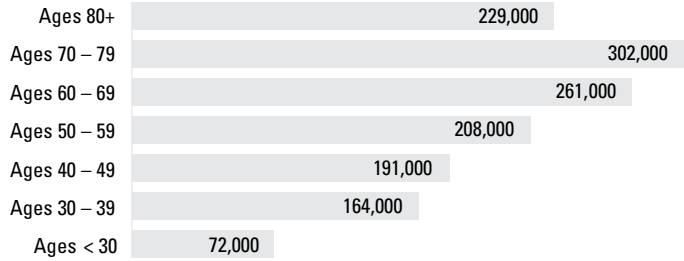 Ages 80+ 229,000
Ages 70 – 79 302,000
Ages 60 – 69 261,000
Ages 50 – 59 208,000
Ages 40 – 49 191,000
Ages 30 – 39 164,000
Ages < 30 72,000